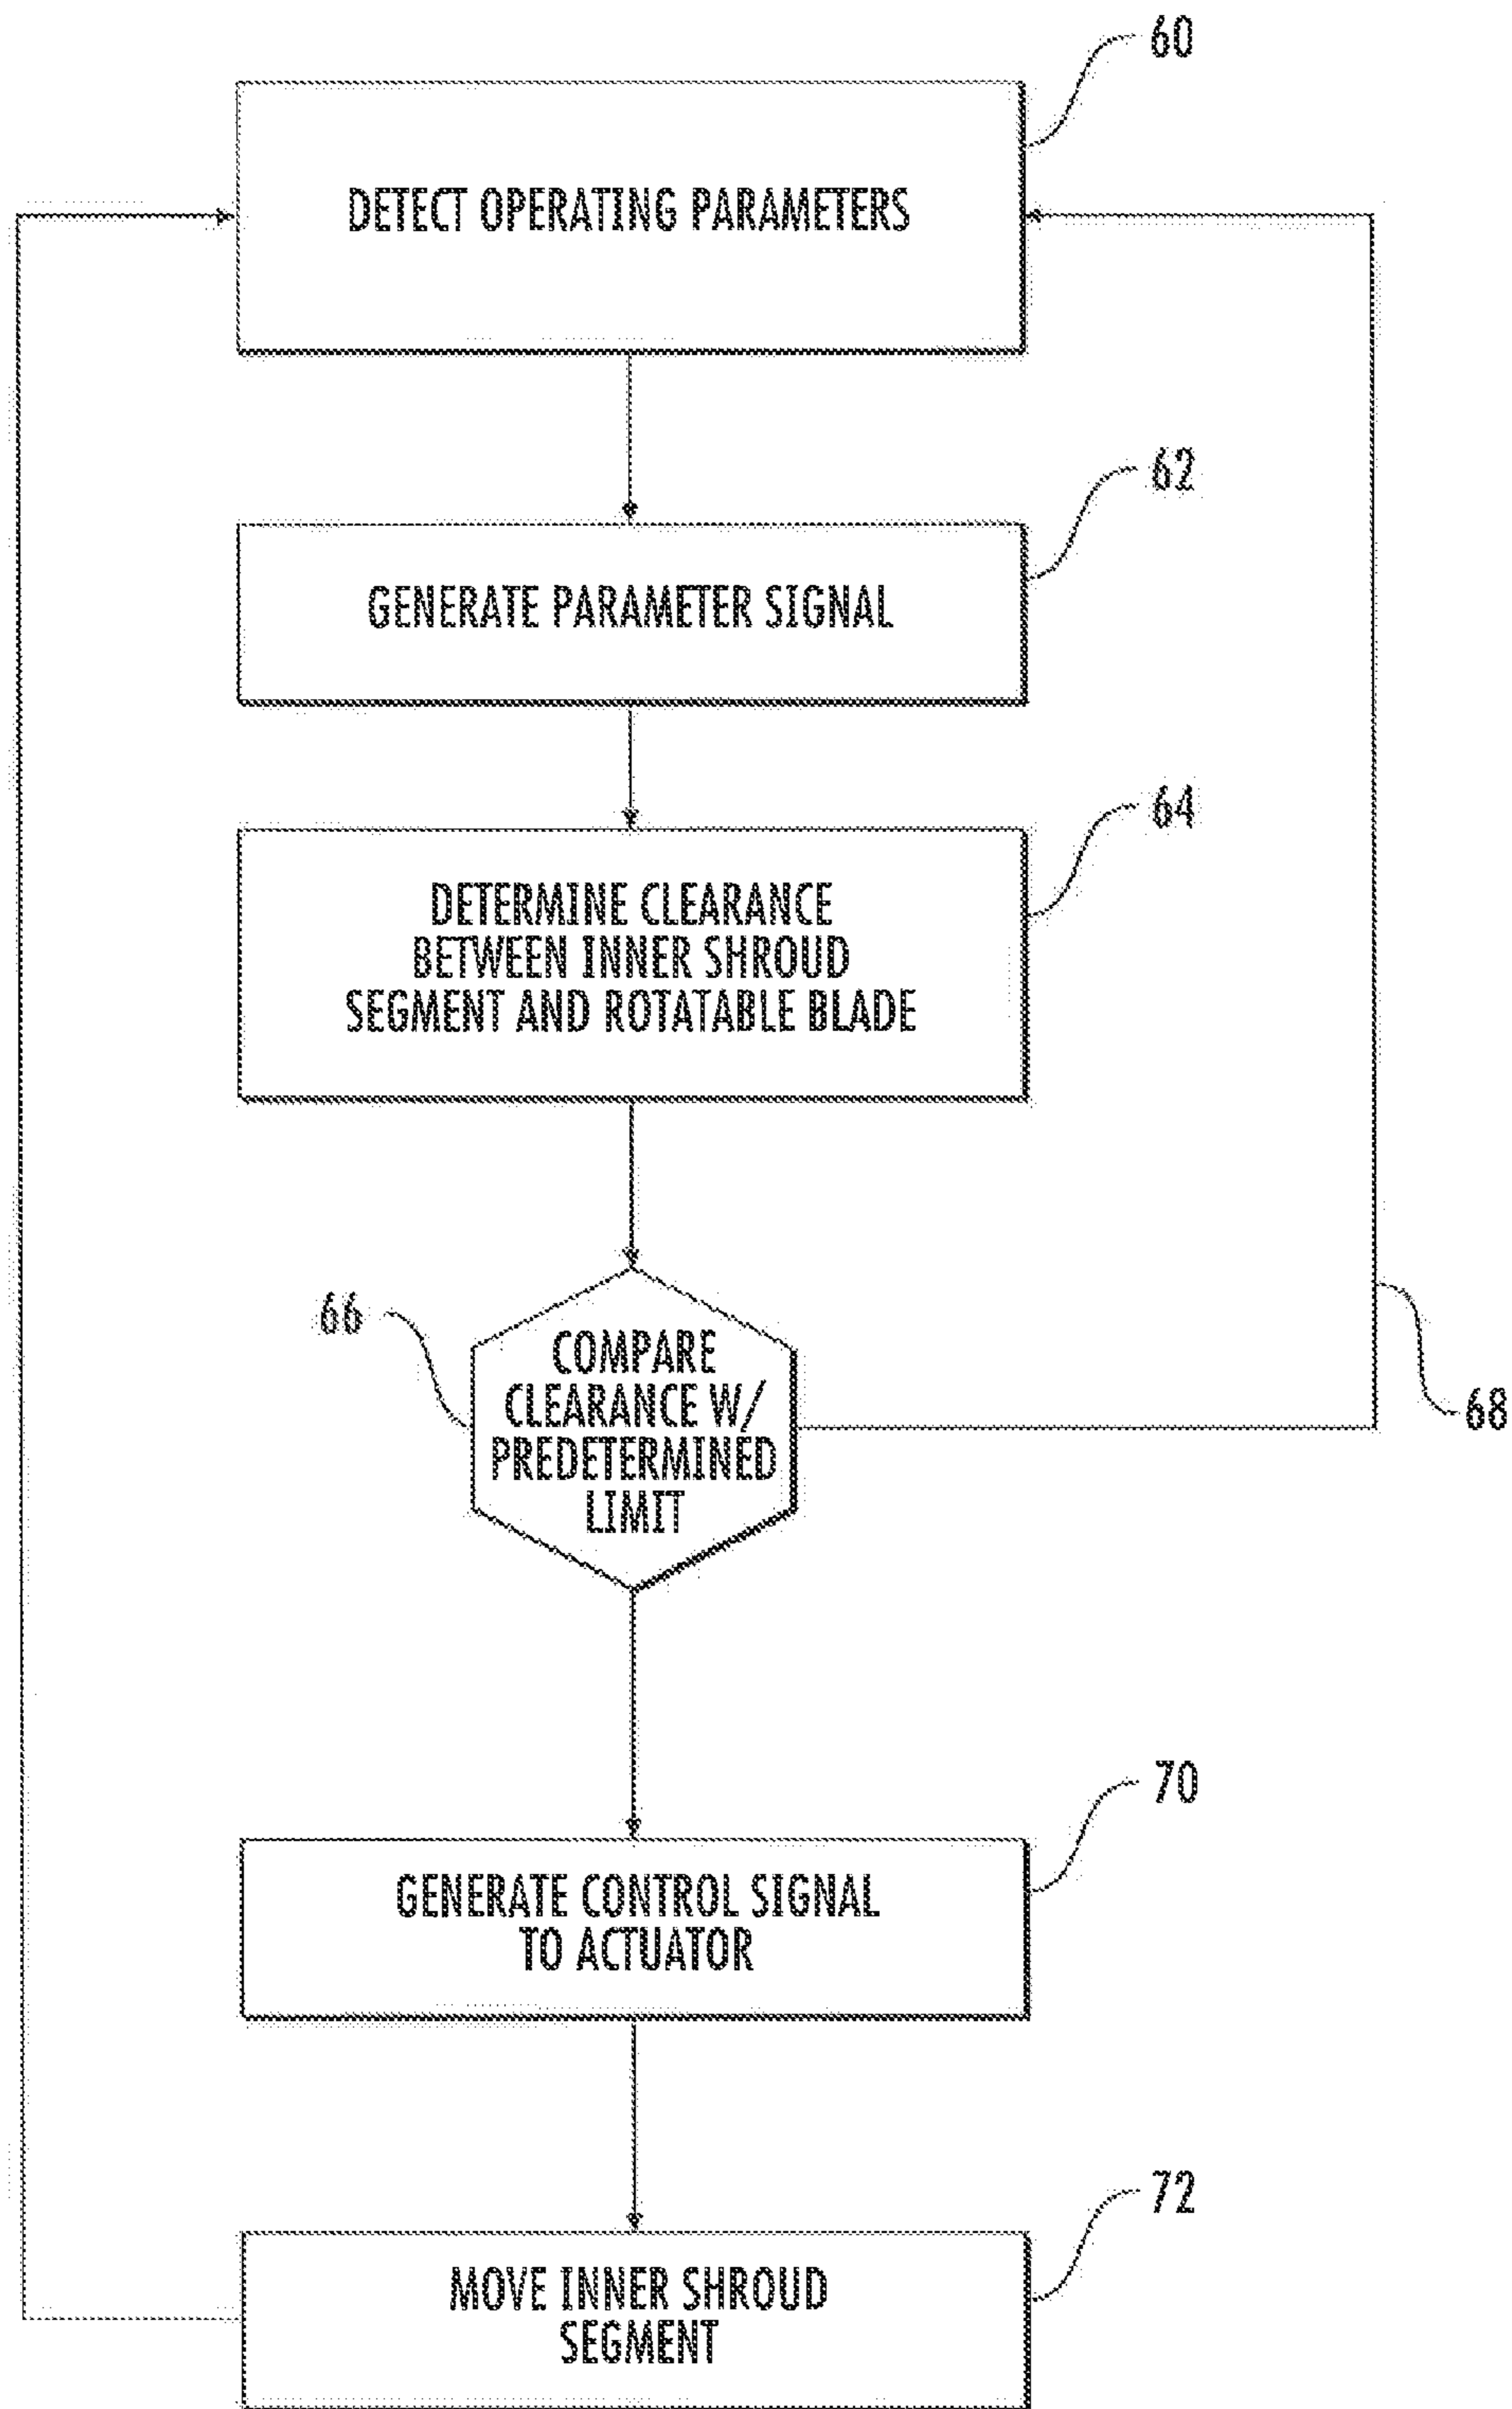 60
DETECT OPERATING PARAMETERS
62
GENERATE PARAMETER SIGNAL
64
DETERMINE CLEARANCE
BETWEEN INNER SHROUD
SEGMENT AND ROTATABLE BLADE
66
COMPARE
CLEARANCE W/
PREDETERMINED
LIMIT
68
70
GENERATE CONTROL SIGNAL
TO ACTUATOR
72
MOVE INNER SHROUD
SEGMENT